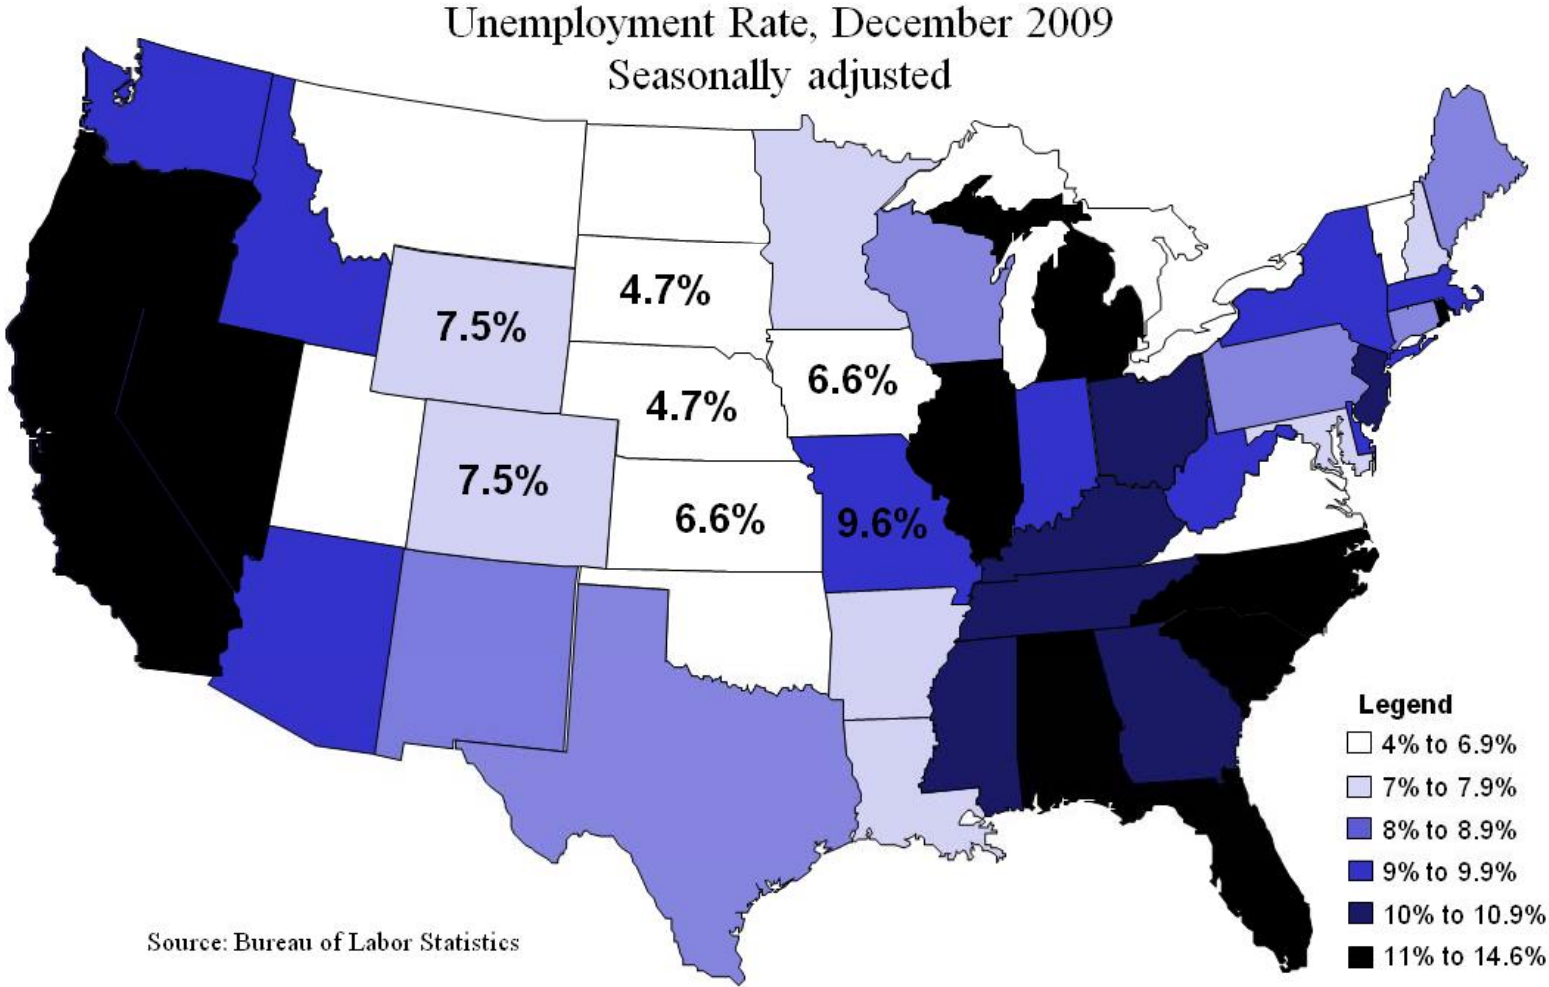 Unemployment Rate, December 2009
Seasonally adjusted
4.7%
7.5%
6.6%
4.7%
7.5%
6.6%
9.6%
Legend
4% to 6.9%
7% to 7.9%
8% to 8.9%
9% to 9.9%
10% to 10.9%
11% to 14.6%
Source: Bureau of Labor Statistics